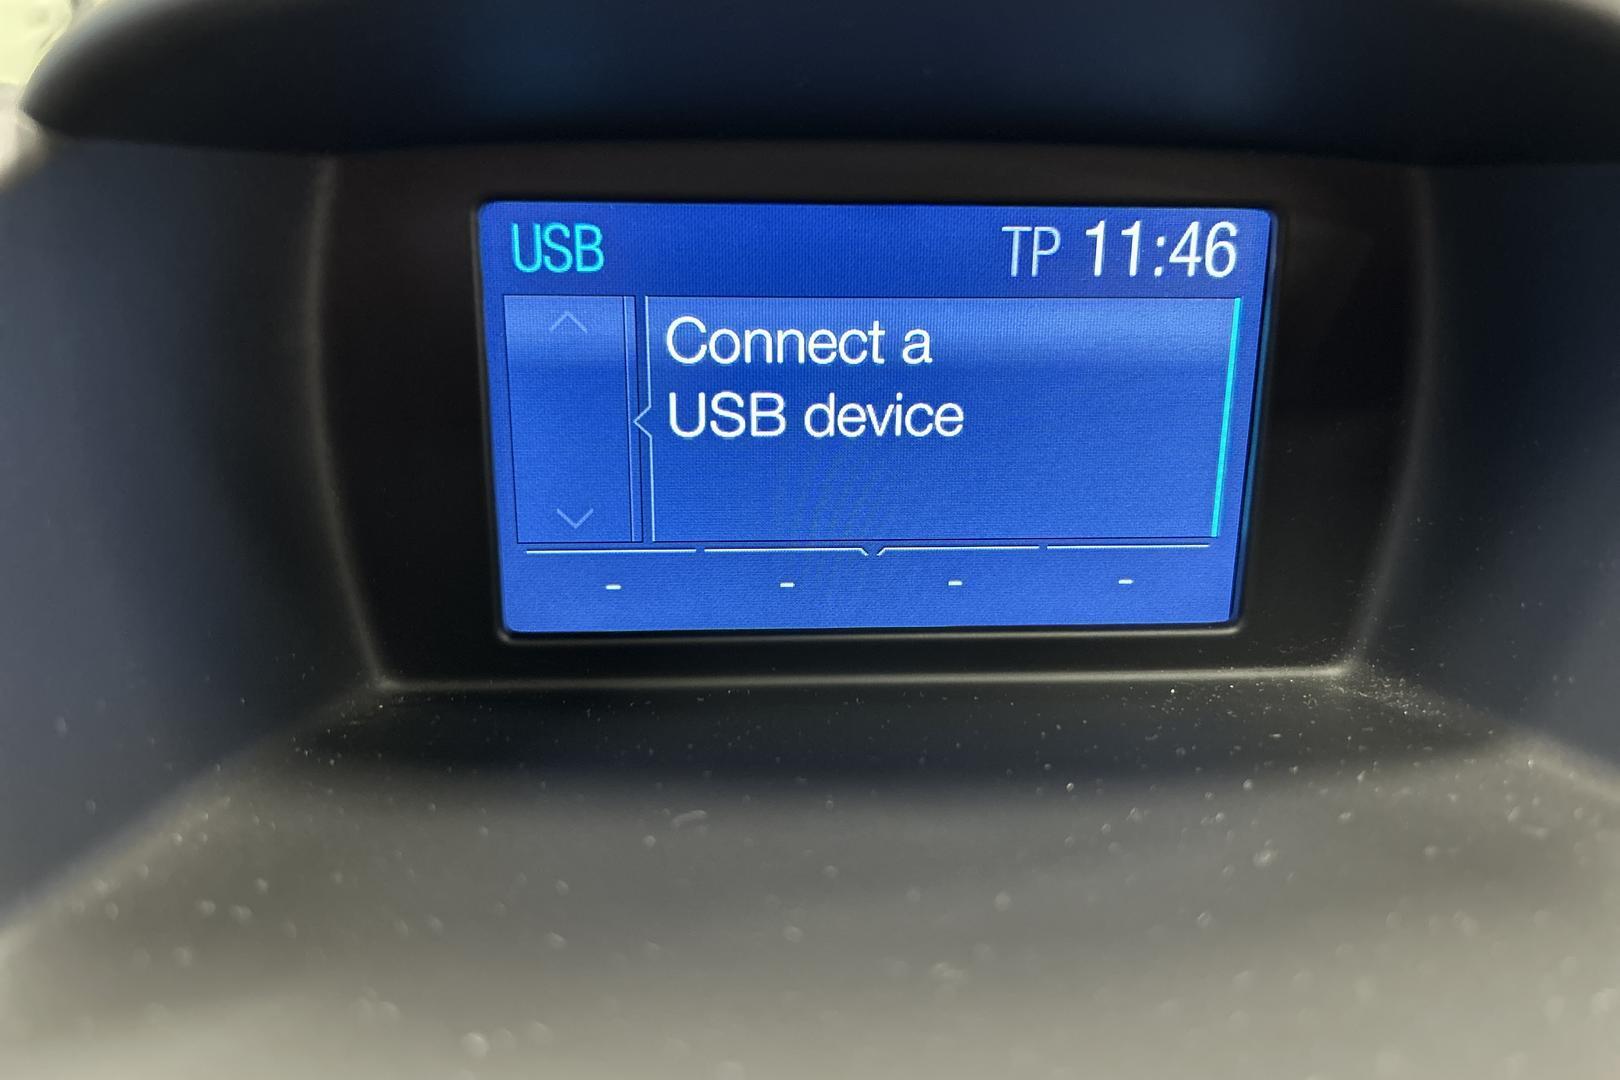 USB TP 11:46
Connect a
USB device
- - - -